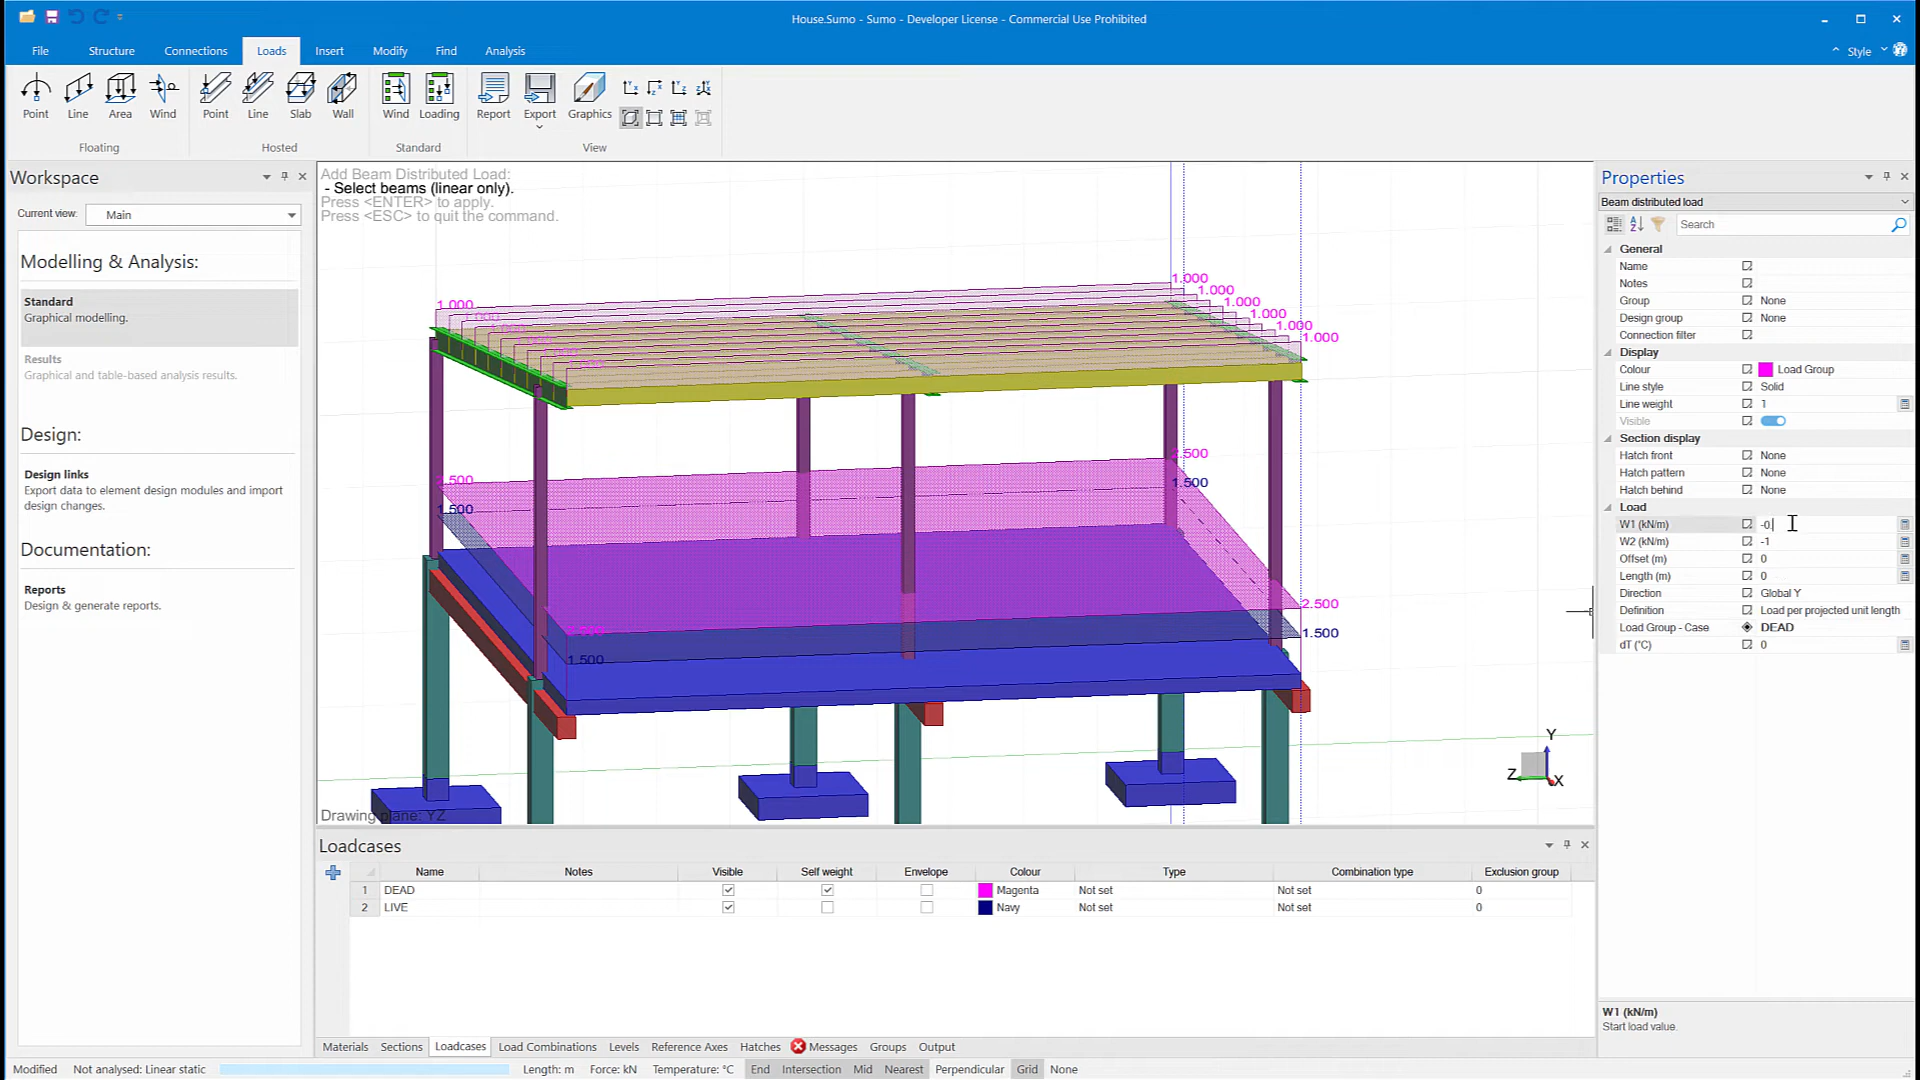 House.Sumo - Sumo - Developer License - Commercial Use Prohibited
File Structure Connections Loads Insert Modify Find Analysis Style
Point Line Area Wind Point Line Slab Wall Wind Loading Report Export Graphics
Floating Hosted Standard View
Workspace
Current view: Main
Modelling & Analysis:
Standard
Graphical modelling.
Results
Graphical and table-based analysis results.
Design:
Design links
Export data to element design modules and import
design changes.
Documentation:
Reports
Design & generate reports.
Add Beam Distributed Load:
- Select beams (linear only).
Press <ENTER> to apply.
Press <ESC> to quit the command.
1.000
1.000
1.000
1.000
1.000
1.000
1.000
2.500
1.500
2.500
1.500
2.500
1.500
2.500
1.500
Y
Z
X
Drawing plane: YZ
Loadcases
Name Notes Visible Self weight Envelope Colour Type Combination type Exclusion group
1 DEAD Magenta Not set Not set 0
2 LIVE Navy Not set Not set 0
Materials Sections Loadcases Load Combinations Levels Reference Axes Hatches Messages Groups Output
Properties
Beam distributed load
Search
General
Name
Notes
Group None
Design group None
Connection filter
Display
Colour Load Group
Line style Solid
Line weight 1
Visible
Section display
Hatch front None
Hatch pattern None
Hatch behind None
Load
W1 (kN/m) -0.
W2 (kN/m) -1
Offset (m) 0
Length (m) 0
Direction Global Y
Definition Load per projected unit length
Load Group - Case DEAD
dT (°C) 0
W1 (kN/m)
Start load value.
Modified Not analysed: Linear static Length: m Force: kN Temperature: °C End Intersection Mid Nearest Perpendicular Grid None